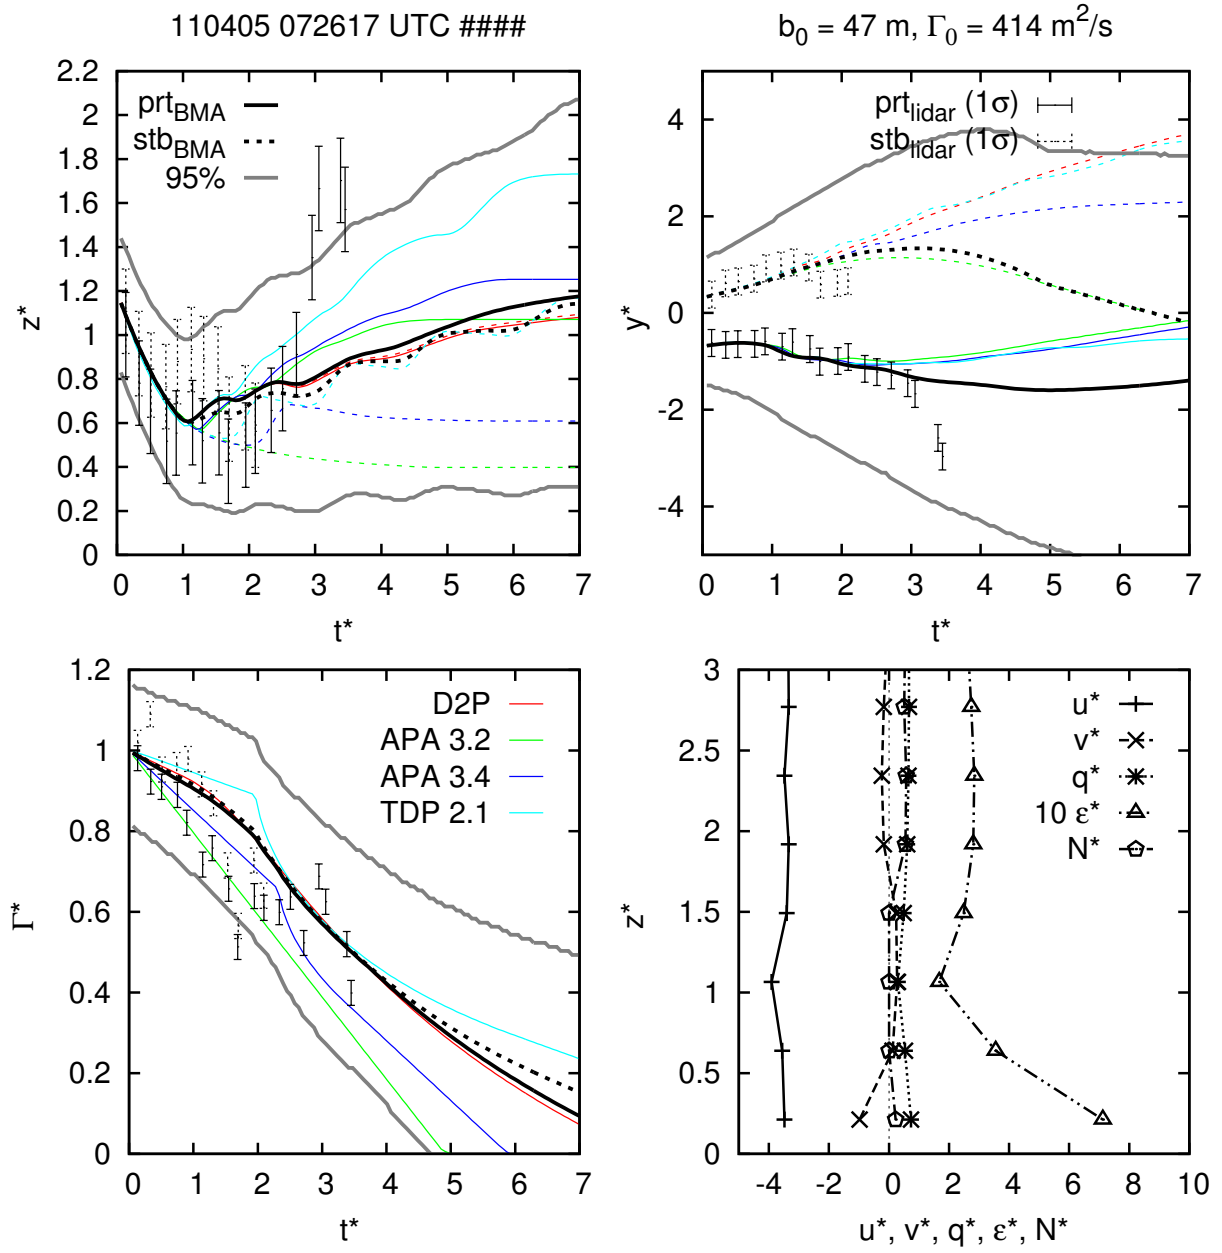 110405 072617 UTC ####
b0 = 47 m, Γ0 = 414 m2/s
2.2
2
1.8
1.6
1.4
1.2
1
0.8
0.6
0.4
0.2
0
z*
prtBMA
stbBMA
95%
0 1 2 3 4 5 6 7
t*
4
2
0
-2
-4
y*
prtlidar (1σ)
stblidar (1σ)
0 1 2 3 4 5 6 7
t*
1.2
1
0.8
0.6
0.4
0.2
0
Γ*
D2P
APA 3.2
APA 3.4
TDP 2.1
0 1 2 3 4 5 6 7
t*
3
2.5
2
1.5
1
0.5
0
z*
u*
v*
q*
10 ε*
N*
-4 -2 0 2 4 6 8 10
u*, v*, q*, ε*, N*